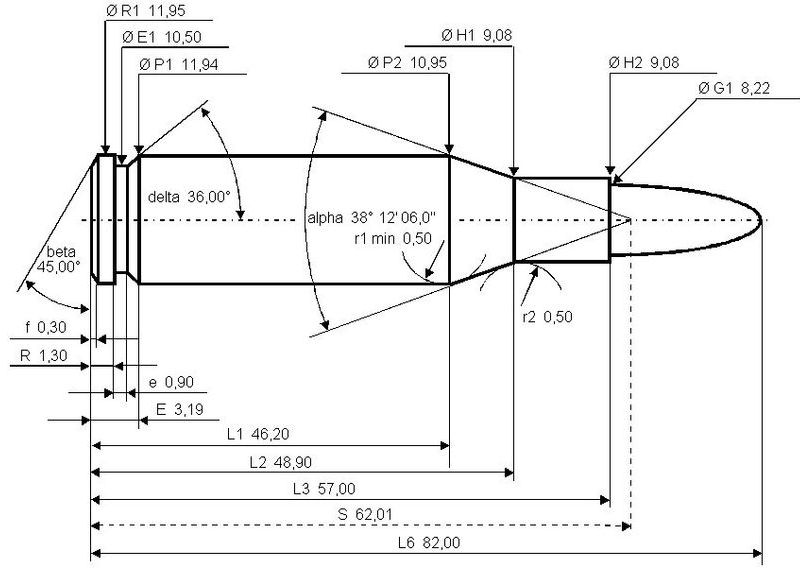 Ø R1 11,95
Ø E1 10,50
Ø P1 11,94
Ø P2 10,95
Ø H1 9,08
Ø H2 9,08
Ø G1 8,22
delta 36,00°
alpha 38° 12' 06,0"
r1 min 0,50
beta
45,00°
r2 0,50
f 0,30
R 1,30
e 0,90
E 3,19
L1 46,20
L2 48,90
L3 57,00
S 62,01
L6 82,00